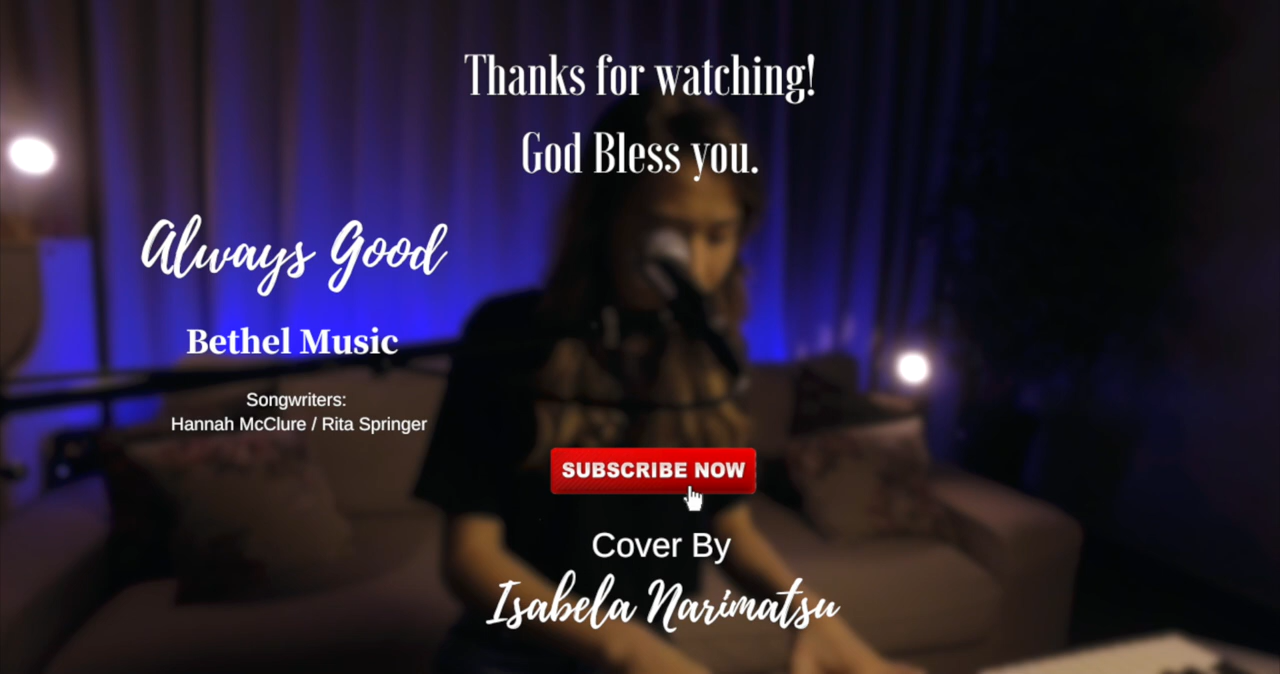 Thanks for watching!
God Bless you.
Always Good
Bethel Music
Songwriters:
Hannah McClure / Rita Springer
SUBSCRIBE NOW
Cover By
Isabela Narimatsu